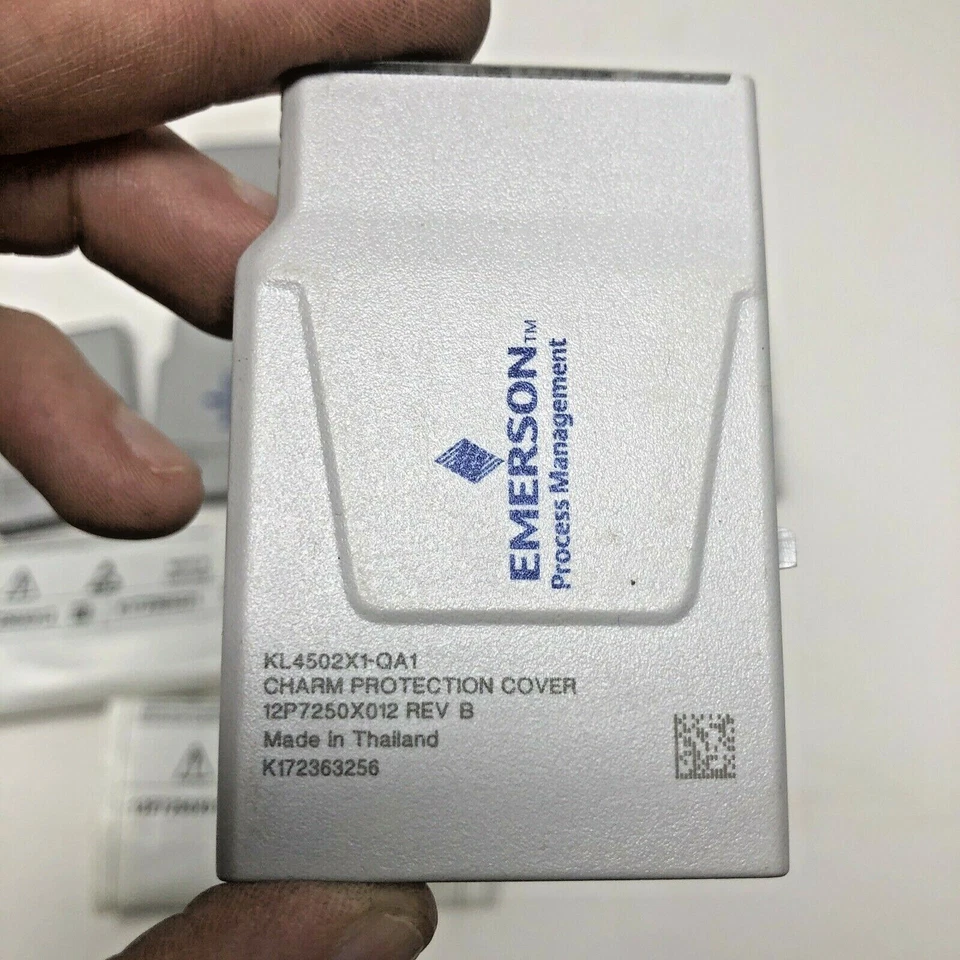 EMERSON™
Process Management
KL4502X1-QA1
CHARM PROTECTION COVER
12P7250X012 REV B
Made in Thailand
K172363256